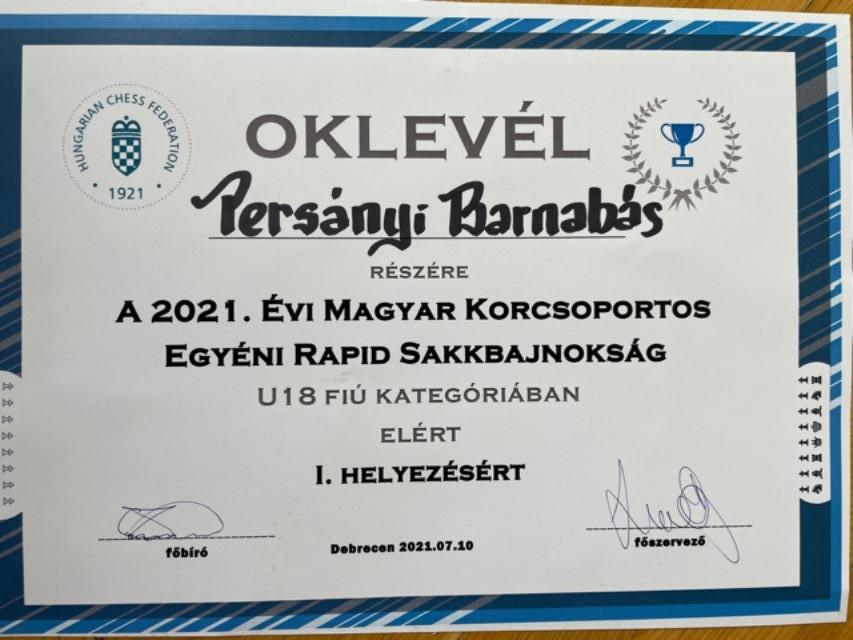 HUNGARIAN CHESS FEDERATION
1921
OKLEVÉL
Persányi Barnabás
RÉSZÉRE
A 2021. ÉVI MAGYAR KORCSOPORTOS
EGYÉNI RAPID SAKKBAJNOKSÁG
U18 FIÚ KATEGÓRIÁBAN
ELÉRT
I. HELYEZÉSÉRT
főbíró
Debrecen 2021.07.10
főszervező